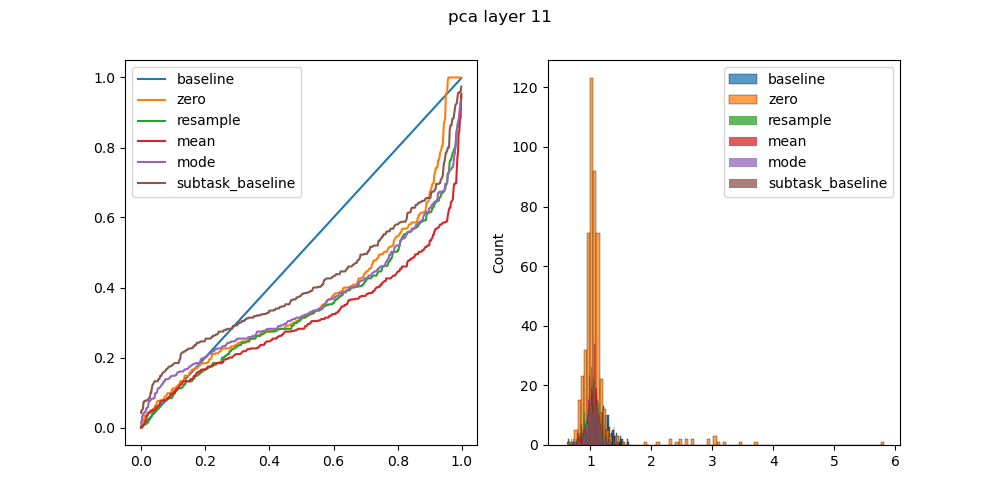 pca layer 11
baseline
zero
resample
mean
mode
subtask_baseline
1.0
0.8
0.6
0.4
0.2
0.0
0.0 0.2 0.4 0.6 0.8 1.0
baseline
zero
resample
mean
mode
subtask_baseline
Count
120
100
80
60
40
20
0
1 2 3 4 5 6